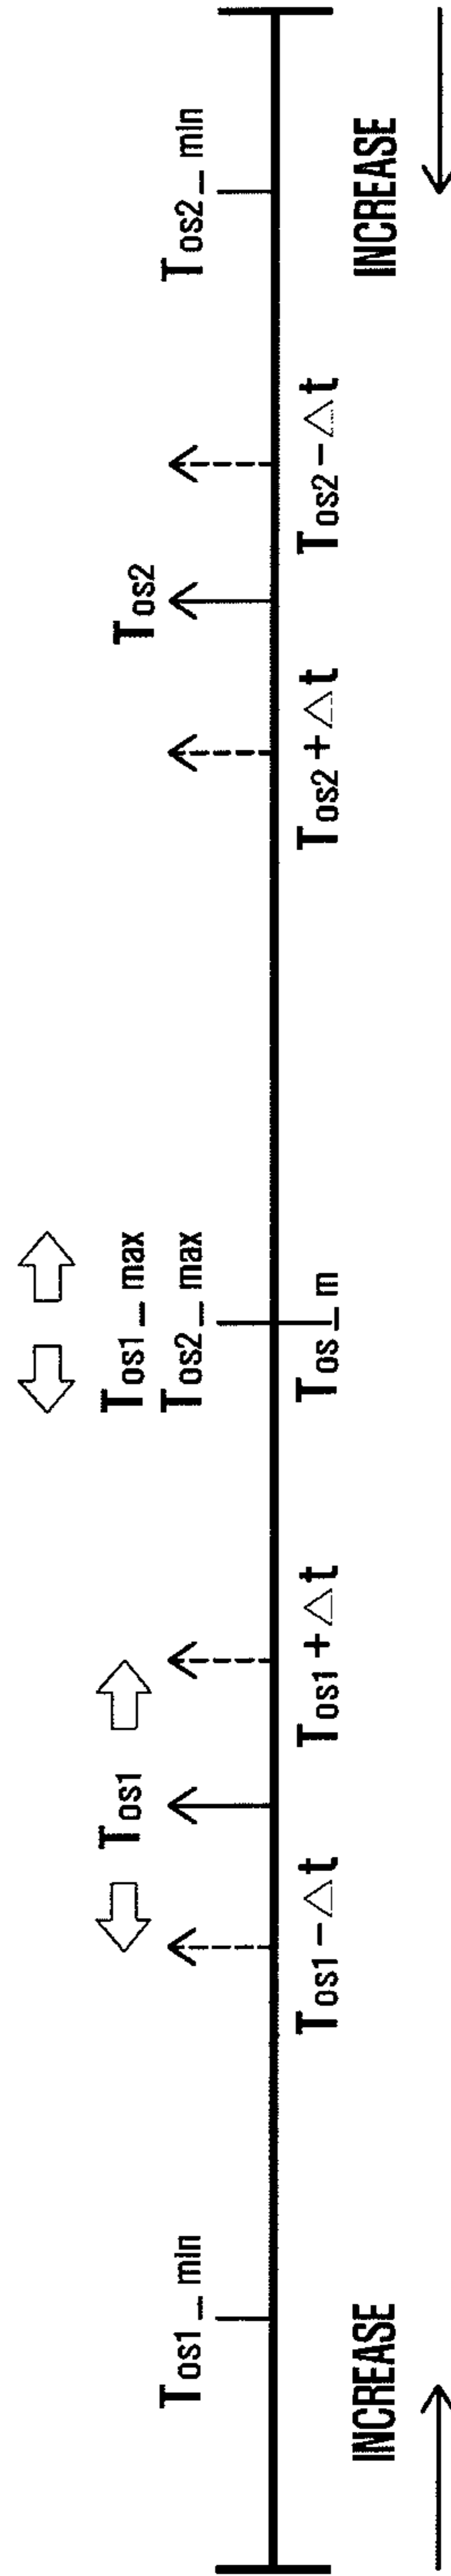 Tos1_max
Tos1
Tos2
Tos1_min
Tos2_max
Tos2_min
Tos1−△t
Tos1+△t
Tos_m
Tos2+△t
Tos2−△t
INCREASE
INCREASE